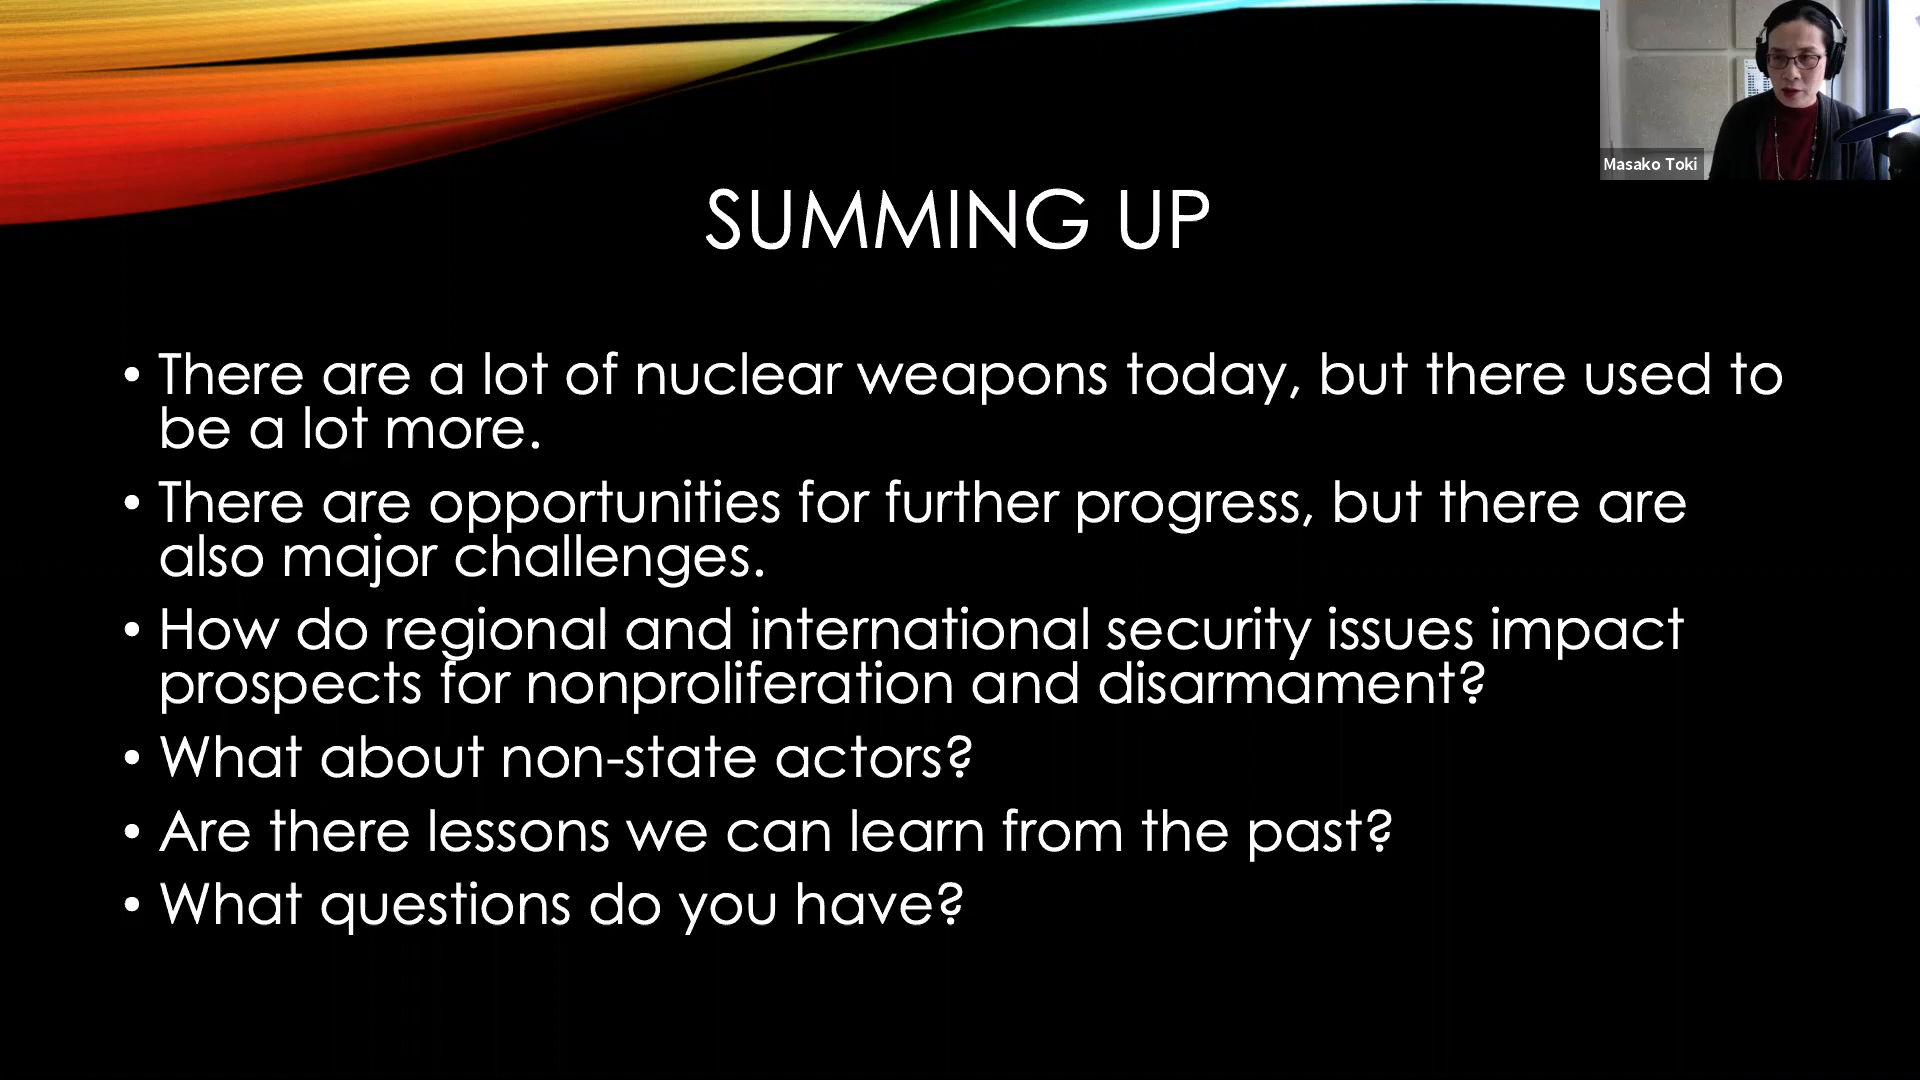 Masako Toki
SUMMING UP
• There are a lot of nuclear weapons today, but there used to
be a lot more.
• There are opportunities for further progress, but there are
also major challenges.
• How do regional and international security issues impact
prospects for nonproliferation and disarmament?
• What about non-state actors?
• Are there lessons we can learn from the past?
• What questions do you have?